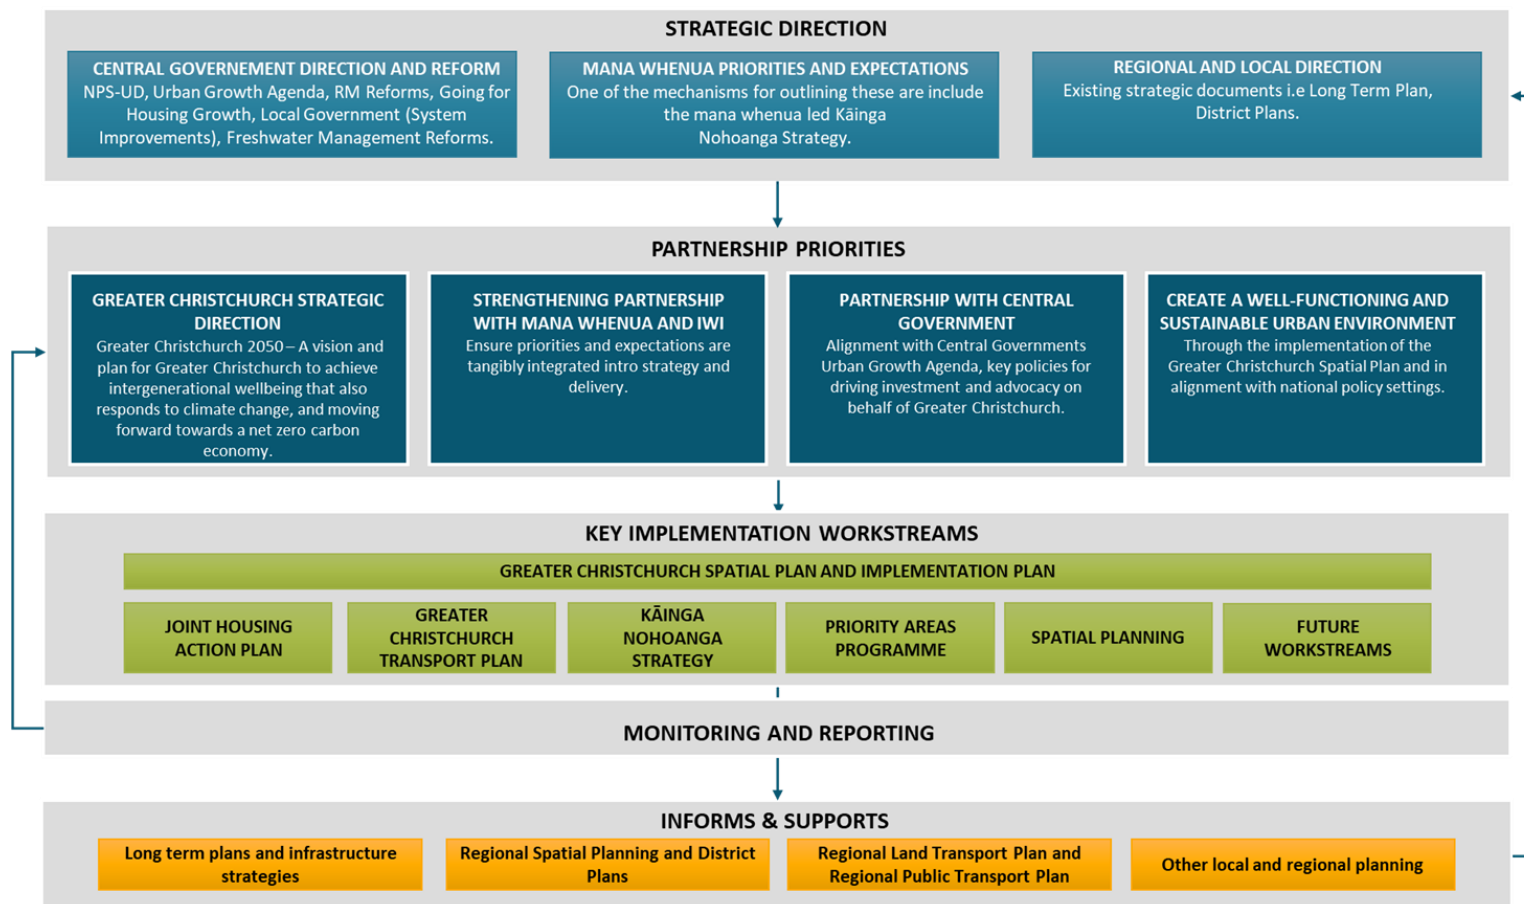 STRATEGIC DIRECTION
CENTRAL GOVERNEMENT DIRECTION AND REFORM
NPS-UD, Urban Growth Agenda, RM Reforms, Going for
Housing Growth, Local Government (System
Improvements), Freshwater Management Reforms.
MANA WHENUA PRIORITIES AND EXPECTATIONS
One of the mechanisms for outlining these are include
the mana whenua led Kāinga
Nohoanga Strategy.
REGIONAL AND LOCAL DIRECTION
Existing strategic documents i.e Long Term Plan,
District Plans.
PARTNERSHIP PRIORITIES
GREATER CHRISTCHURCH STRATEGIC
DIRECTION
Greater Christchurch 2050 – A vision and
plan for Greater Christchurch to achieve
intergenerational wellbeing that also
responds to climate change, and moving
forward towards a net zero carbon
economy.
STRENGTHENING PARTNERSHIP
WITH MANA WHENUA AND IWI
Ensure priorities and expectations are
tangibly integrated intro strategy and
delivery.
PARTNERSHIP WITH CENTRAL
GOVERNMENT
Alignment with Central Governments
Urban Growth Agenda, key policies for
driving investment and advocacy on
behalf of Greater Christchurch.
CREATE A WELL-FUNCTIONING AND
SUSTAINABLE URBAN ENVIRONMENT
Through the implementation of the
Greater Christchurch Spatial Plan and in
alignment with national policy settings.
KEY IMPLEMENTATION WORKSTREAMS
GREATER CHRISTCHURCH SPATIAL PLAN AND IMPLEMENTATION PLAN
JOINT HOUSING
ACTION PLAN
GREATER
CHRISTCHURCH
TRANSPORT PLAN
KĀINGA
NOHOANGA
STRATEGY
PRIORITY AREAS
PROGRAMME
SPATIAL PLANNING
FUTURE
WORKSTREAMS
MONITORING AND REPORTING
INFORMS & SUPPORTS
Long term plans and infrastructure
strategies
Regional Spatial Planning and District
Plans
Regional Land Transport Plan and
Regional Public Transport Plan
Other local and regional planning